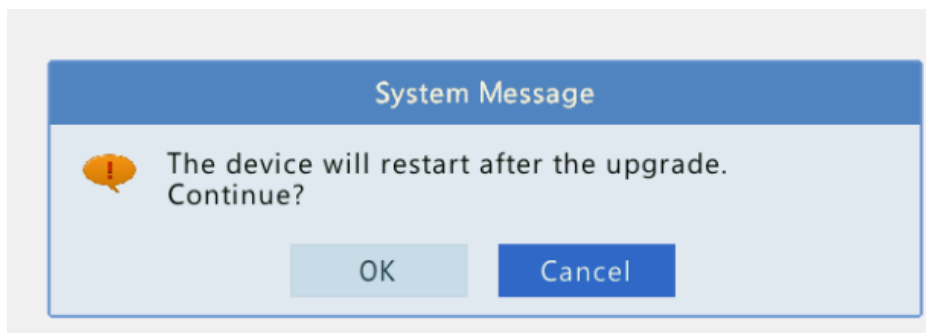 System Message
The device will restart after the upgrade.
Continue?
OK
Cancel